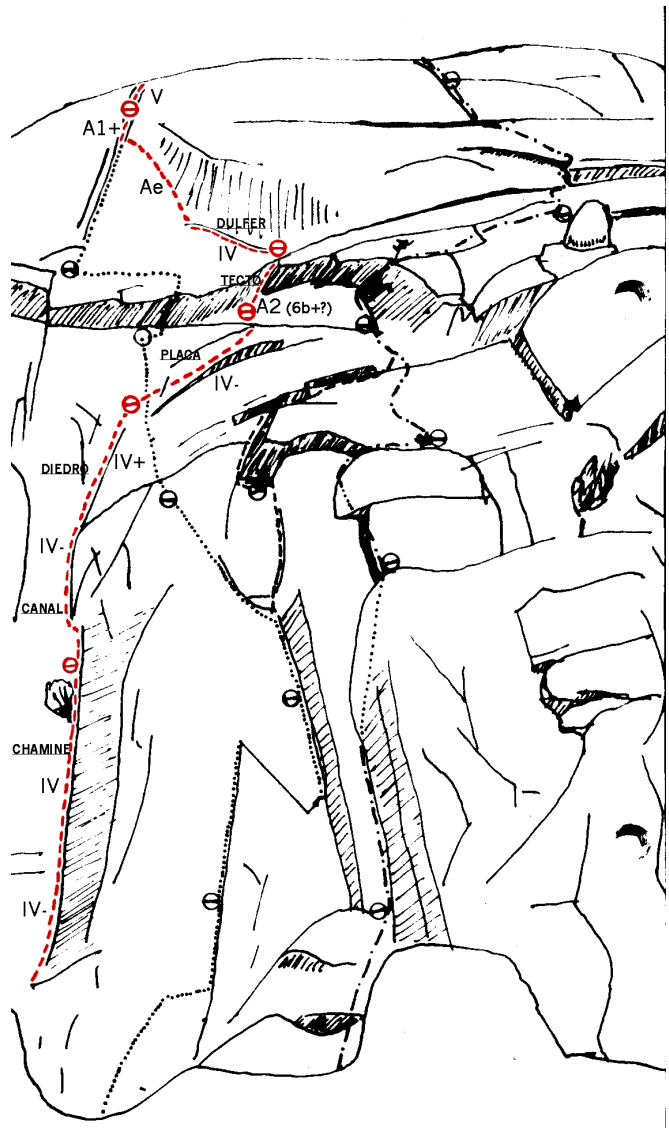 V
A1+
Ae
DULFER
IV
TECTO
A2 (6b+?)
PLACA
IV-
DIEDRO
IV+
IV-
CANAL
CHAMINE
IV
IV-